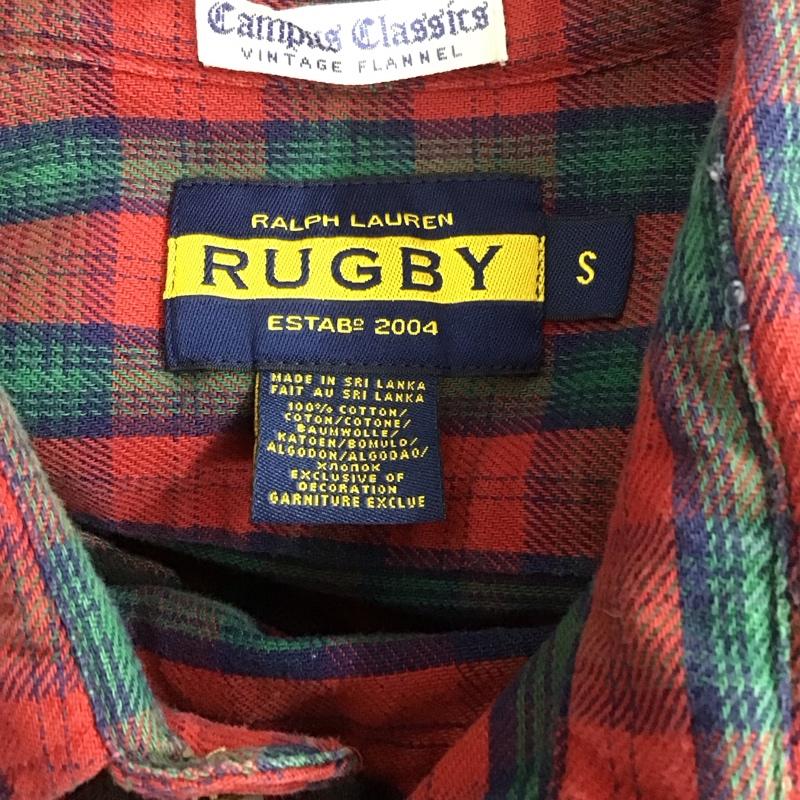 Campus Classics
VINTAGE FLANNEL
RALPH LAUREN
RUGBY
S
ESTABº 2004
MADE IN SRI LANKA
FAIT AU SRI LANKA
100% COTTON/
COTON/COTONE/
BAUMWOLLE/
KATOEN/BOMULD/
ALGODON/ALGODAO/
ХЛОПОК
EXCLUSIVE OF
DECORATION
GARNITURE EXCLUE